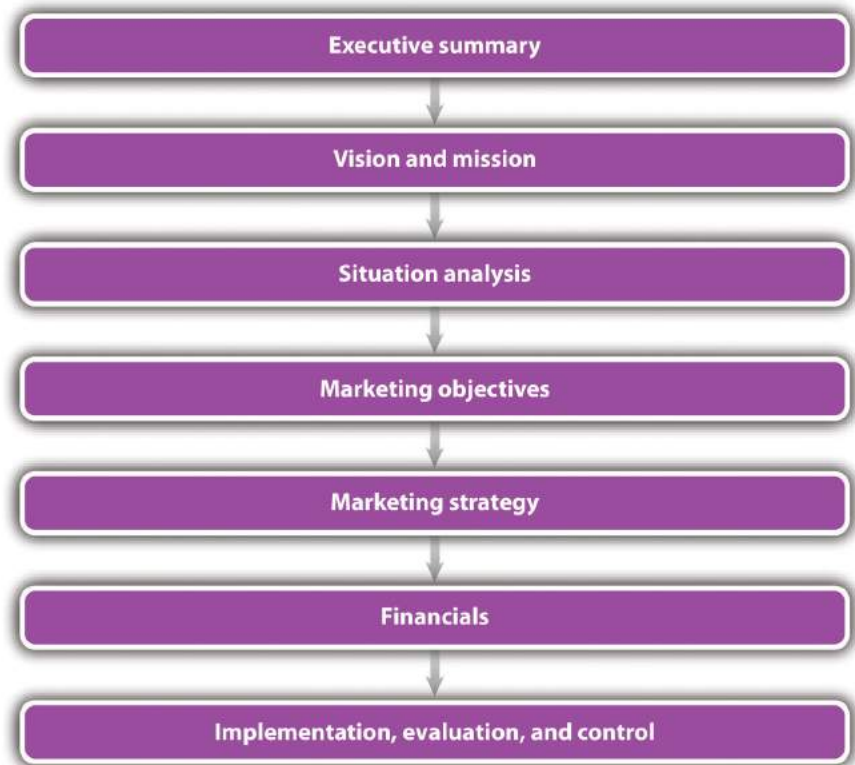 Executive summary
Vision and mission
Situation analysis
Marketing objectives
Marketing strategy
Financials
Implementation, evaluation, and control